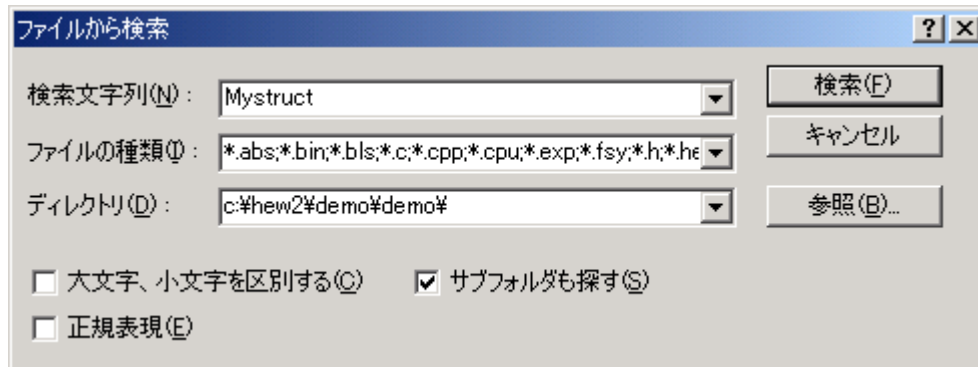 ファイルから検索
検索文字列(N): Mystruct 検索(F)
ファイルの種類(I): *.abs;*.bin;*.bls;*.c;*.cpp;*.cpu;*.exp;*.fsy;*.h;*.he キャンセル
ディレクトリ(D): c:¥hew2¥demo¥demo¥ 参照(B)...
大文字、小文字を区別する(C) サブフォルダも探す(S)
正規表現(E)